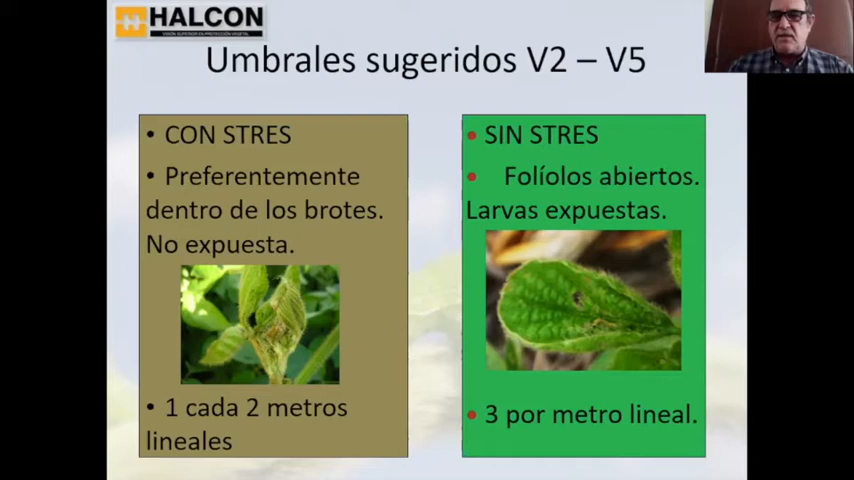 HALCON
VISIÓN SUPERIOR EN PROTECCIÓN VEGETAL
Umbrales sugeridos V2 – V5
• CON STRES
• Preferentemente
dentro de los brotes.
No expuesta.
• 1 cada 2 metros
lineales
• SIN STRES
• Folíolos abiertos.
Larvas expuestas.
• 3 por metro lineal.